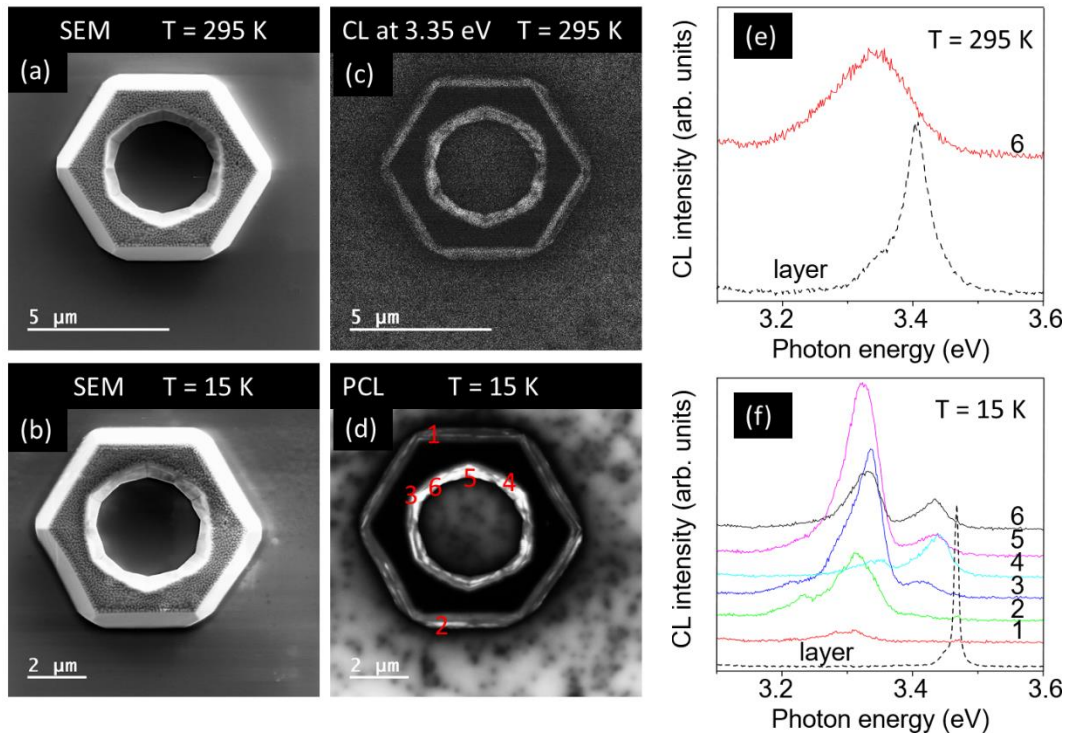 SEM T = 295 K
(a)
5 μm
CL at 3.35 eV T = 295 K
(c)
5 μm
(e)
T = 295 K
6
layer
CL intensity (arb. units)
3.2 3.4 3.6
Photon energy (eV)
SEM T = 15 K
(b)
2 μm
PCL T = 15 K
(d)
1
5
4
6
3
2
2 μm
(f)
T = 15 K
6
5
4
3
2
1
layer
CL intensity (arb. units)
3.2 3.4 3.6
Photon energy (eV)